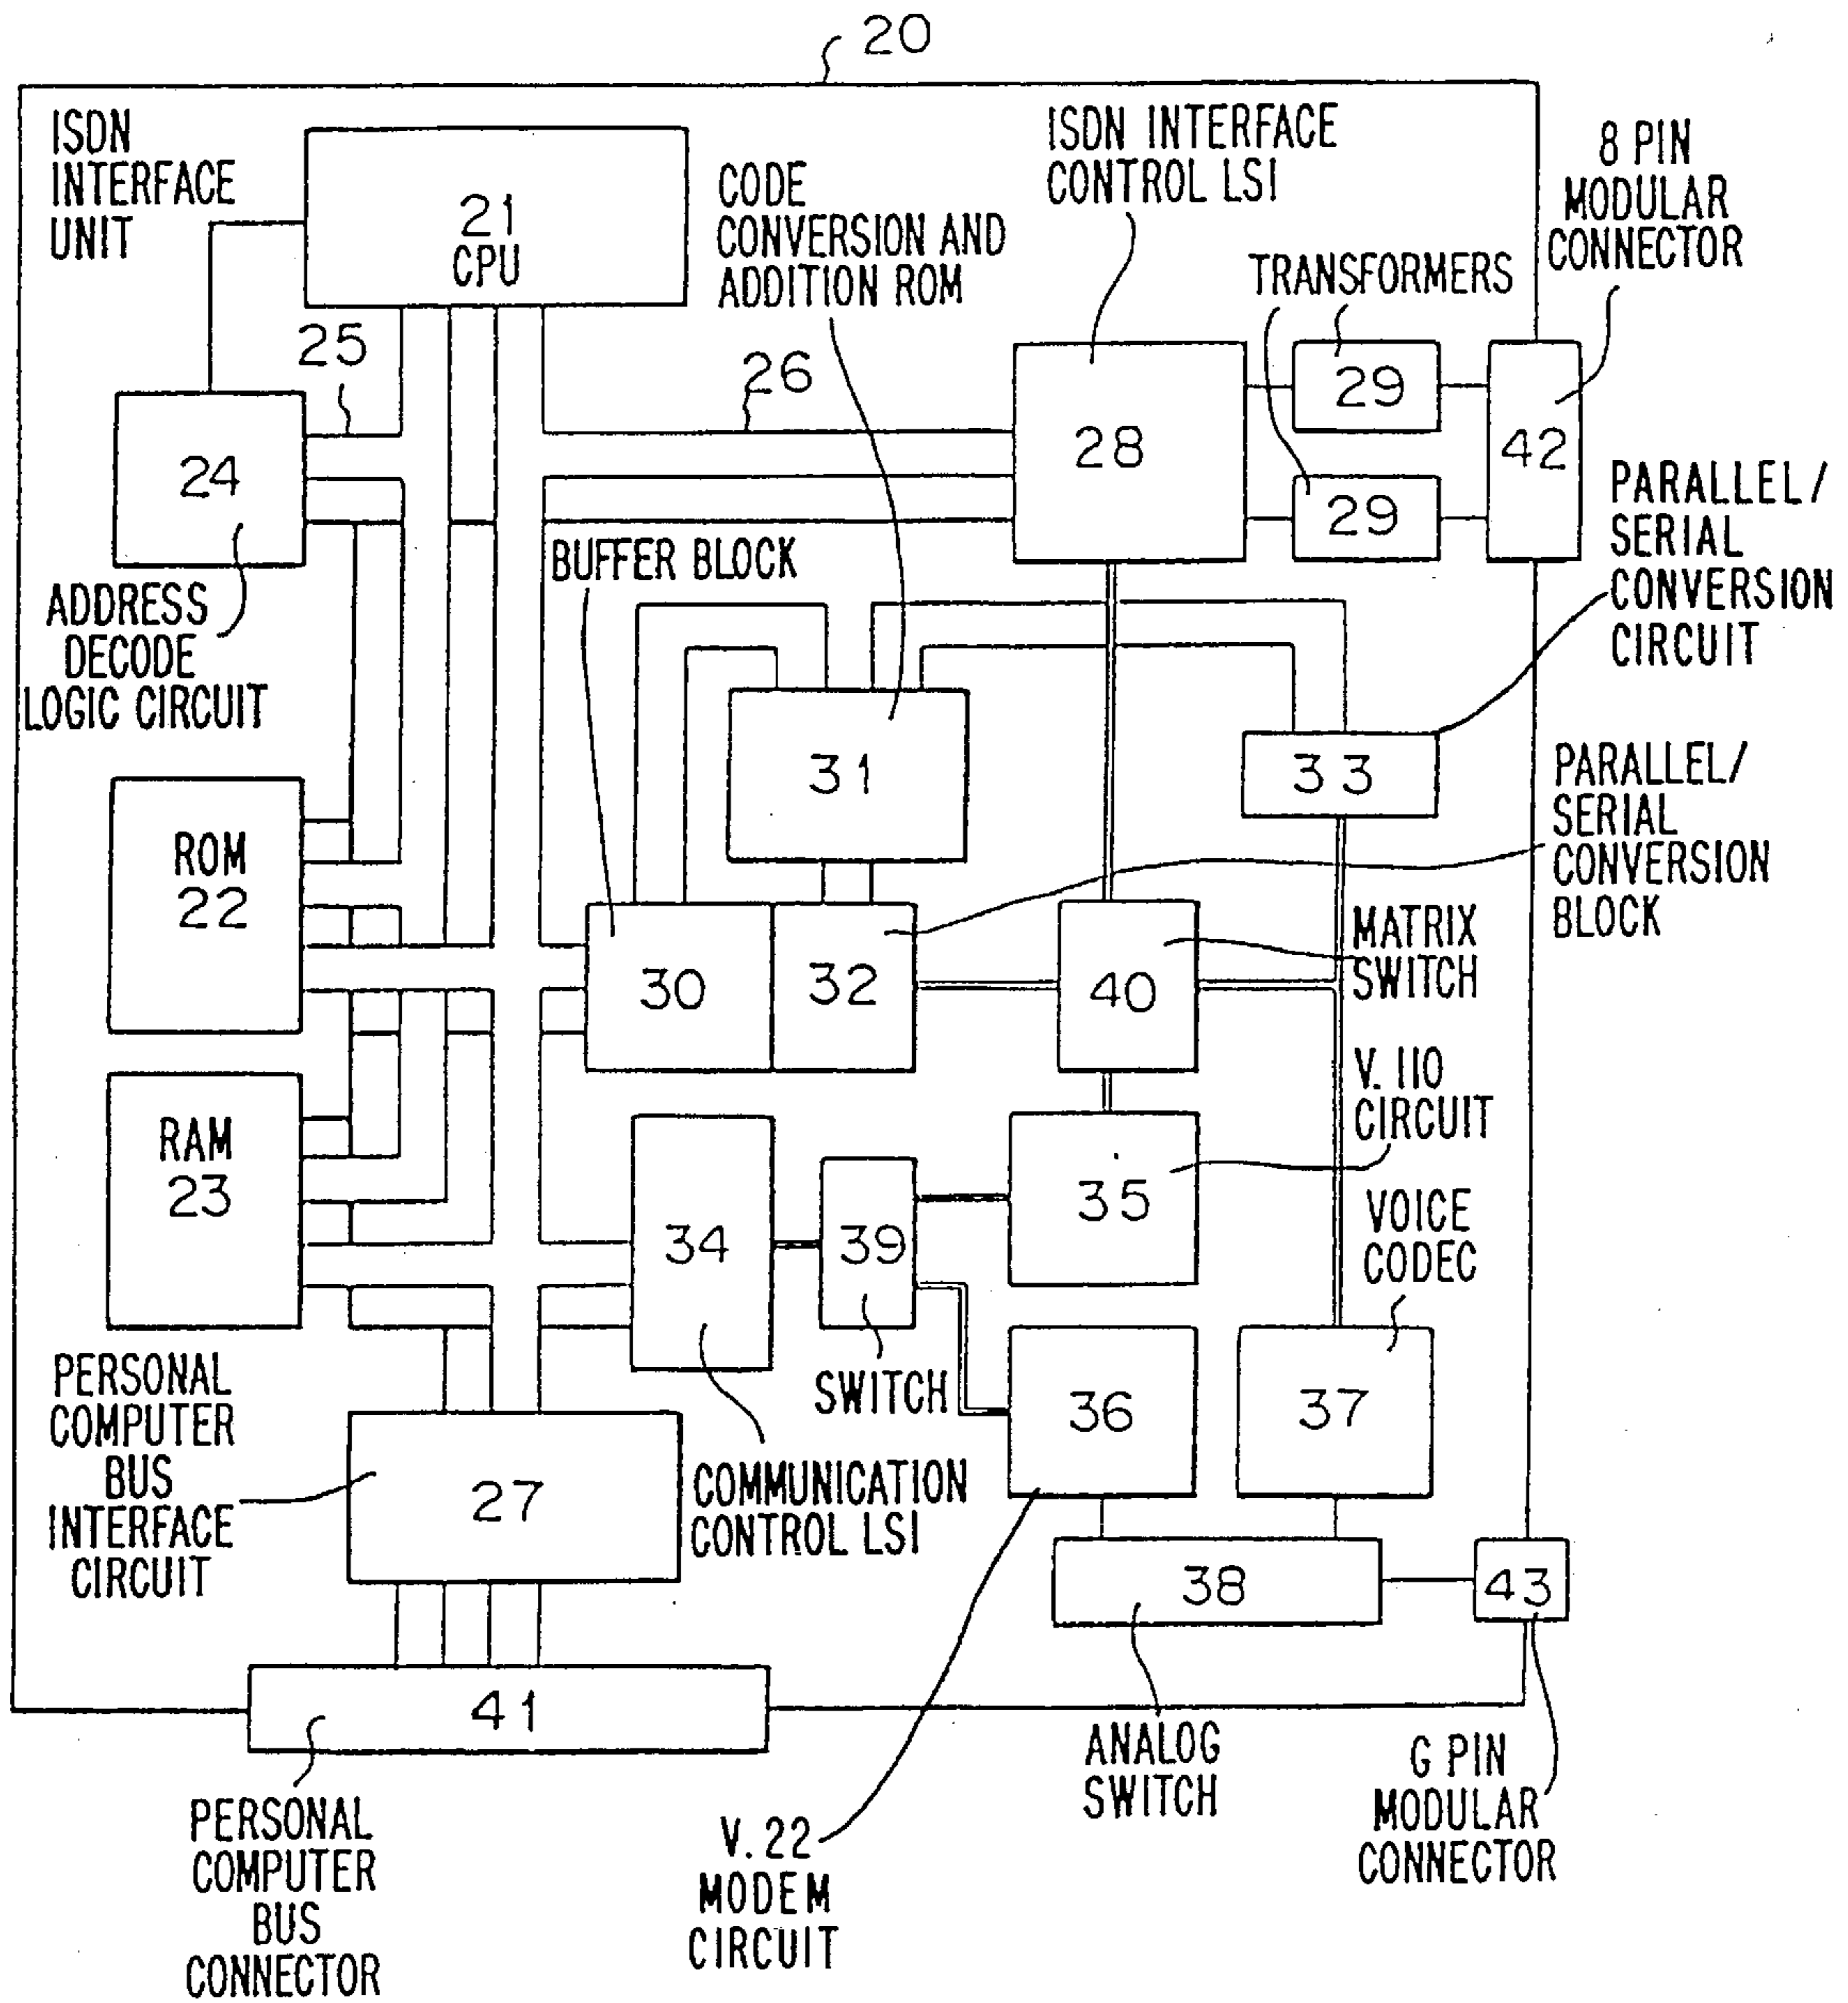 20
ISDN
INTERFACE
UNIT
21
CPU
CODE
CONVERSION AND
ADDITION ROM
ISDN INTERFACE
CONTROL LSI
8 PIN
MODULAR
CONNECTOR
TRANSFORMERS
25
26
24
28
29
29
42
ADDRESS
DECODE
LOGIC CIRCUIT
BUFFER BLOCK
PARALLEL/
SERIAL
CONVERSION
CIRCUIT
31
33
PARALLEL/
SERIAL
CONVERSION
BLOCK
ROM
22
30
32
40
MATRIX
SWITCH
RAM
23
34
39
35
V. 110
CIRCUIT
VOICE
CODEC
SWITCH
36
37
PERSONAL
COMPUTER
BUS
INTERFACE
CIRCUIT
27
COMMUNICATION
CONTROL LSI
38
43
41
ANALOG
SWITCH
G PIN
MODULAR
CONNECTOR
PERSONAL
COMPUTER
BUS
CONNECTOR
V.22
MODEM
CIRCUIT